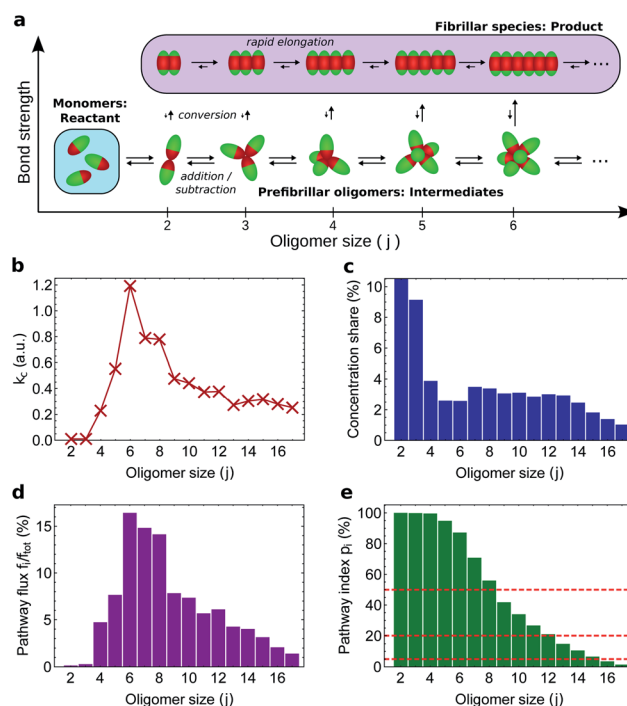 a
Fibrillar species: Product
rapid elongation
Bond strength
Monomers:
Reactant
conversion
addition /
subtraction
Prefibrillar oligomers: Intermediates
2
3
4
5
6
Oligomer size ( j )
b
k_c (a.u.)
1.2
1.0
0.8
0.6
0.4
0.2
0.0
2 4 6 8 10 12 14 16
Oligomer size (j)
c
Concentration share (%)
10
8
6
4
2
0
2 4 6 8 10 12 14 16
Oligomer size (j)
d
Pathway flux f_j/f_tot (%)
15
10
5
0
2 4 6 8 10 12 14 16
Oligomer size (j)
e
Pathway index p_i (%)
100
80
60
40
20
0
2 4 6 8 10 12 14 16
Oligomer size (j)